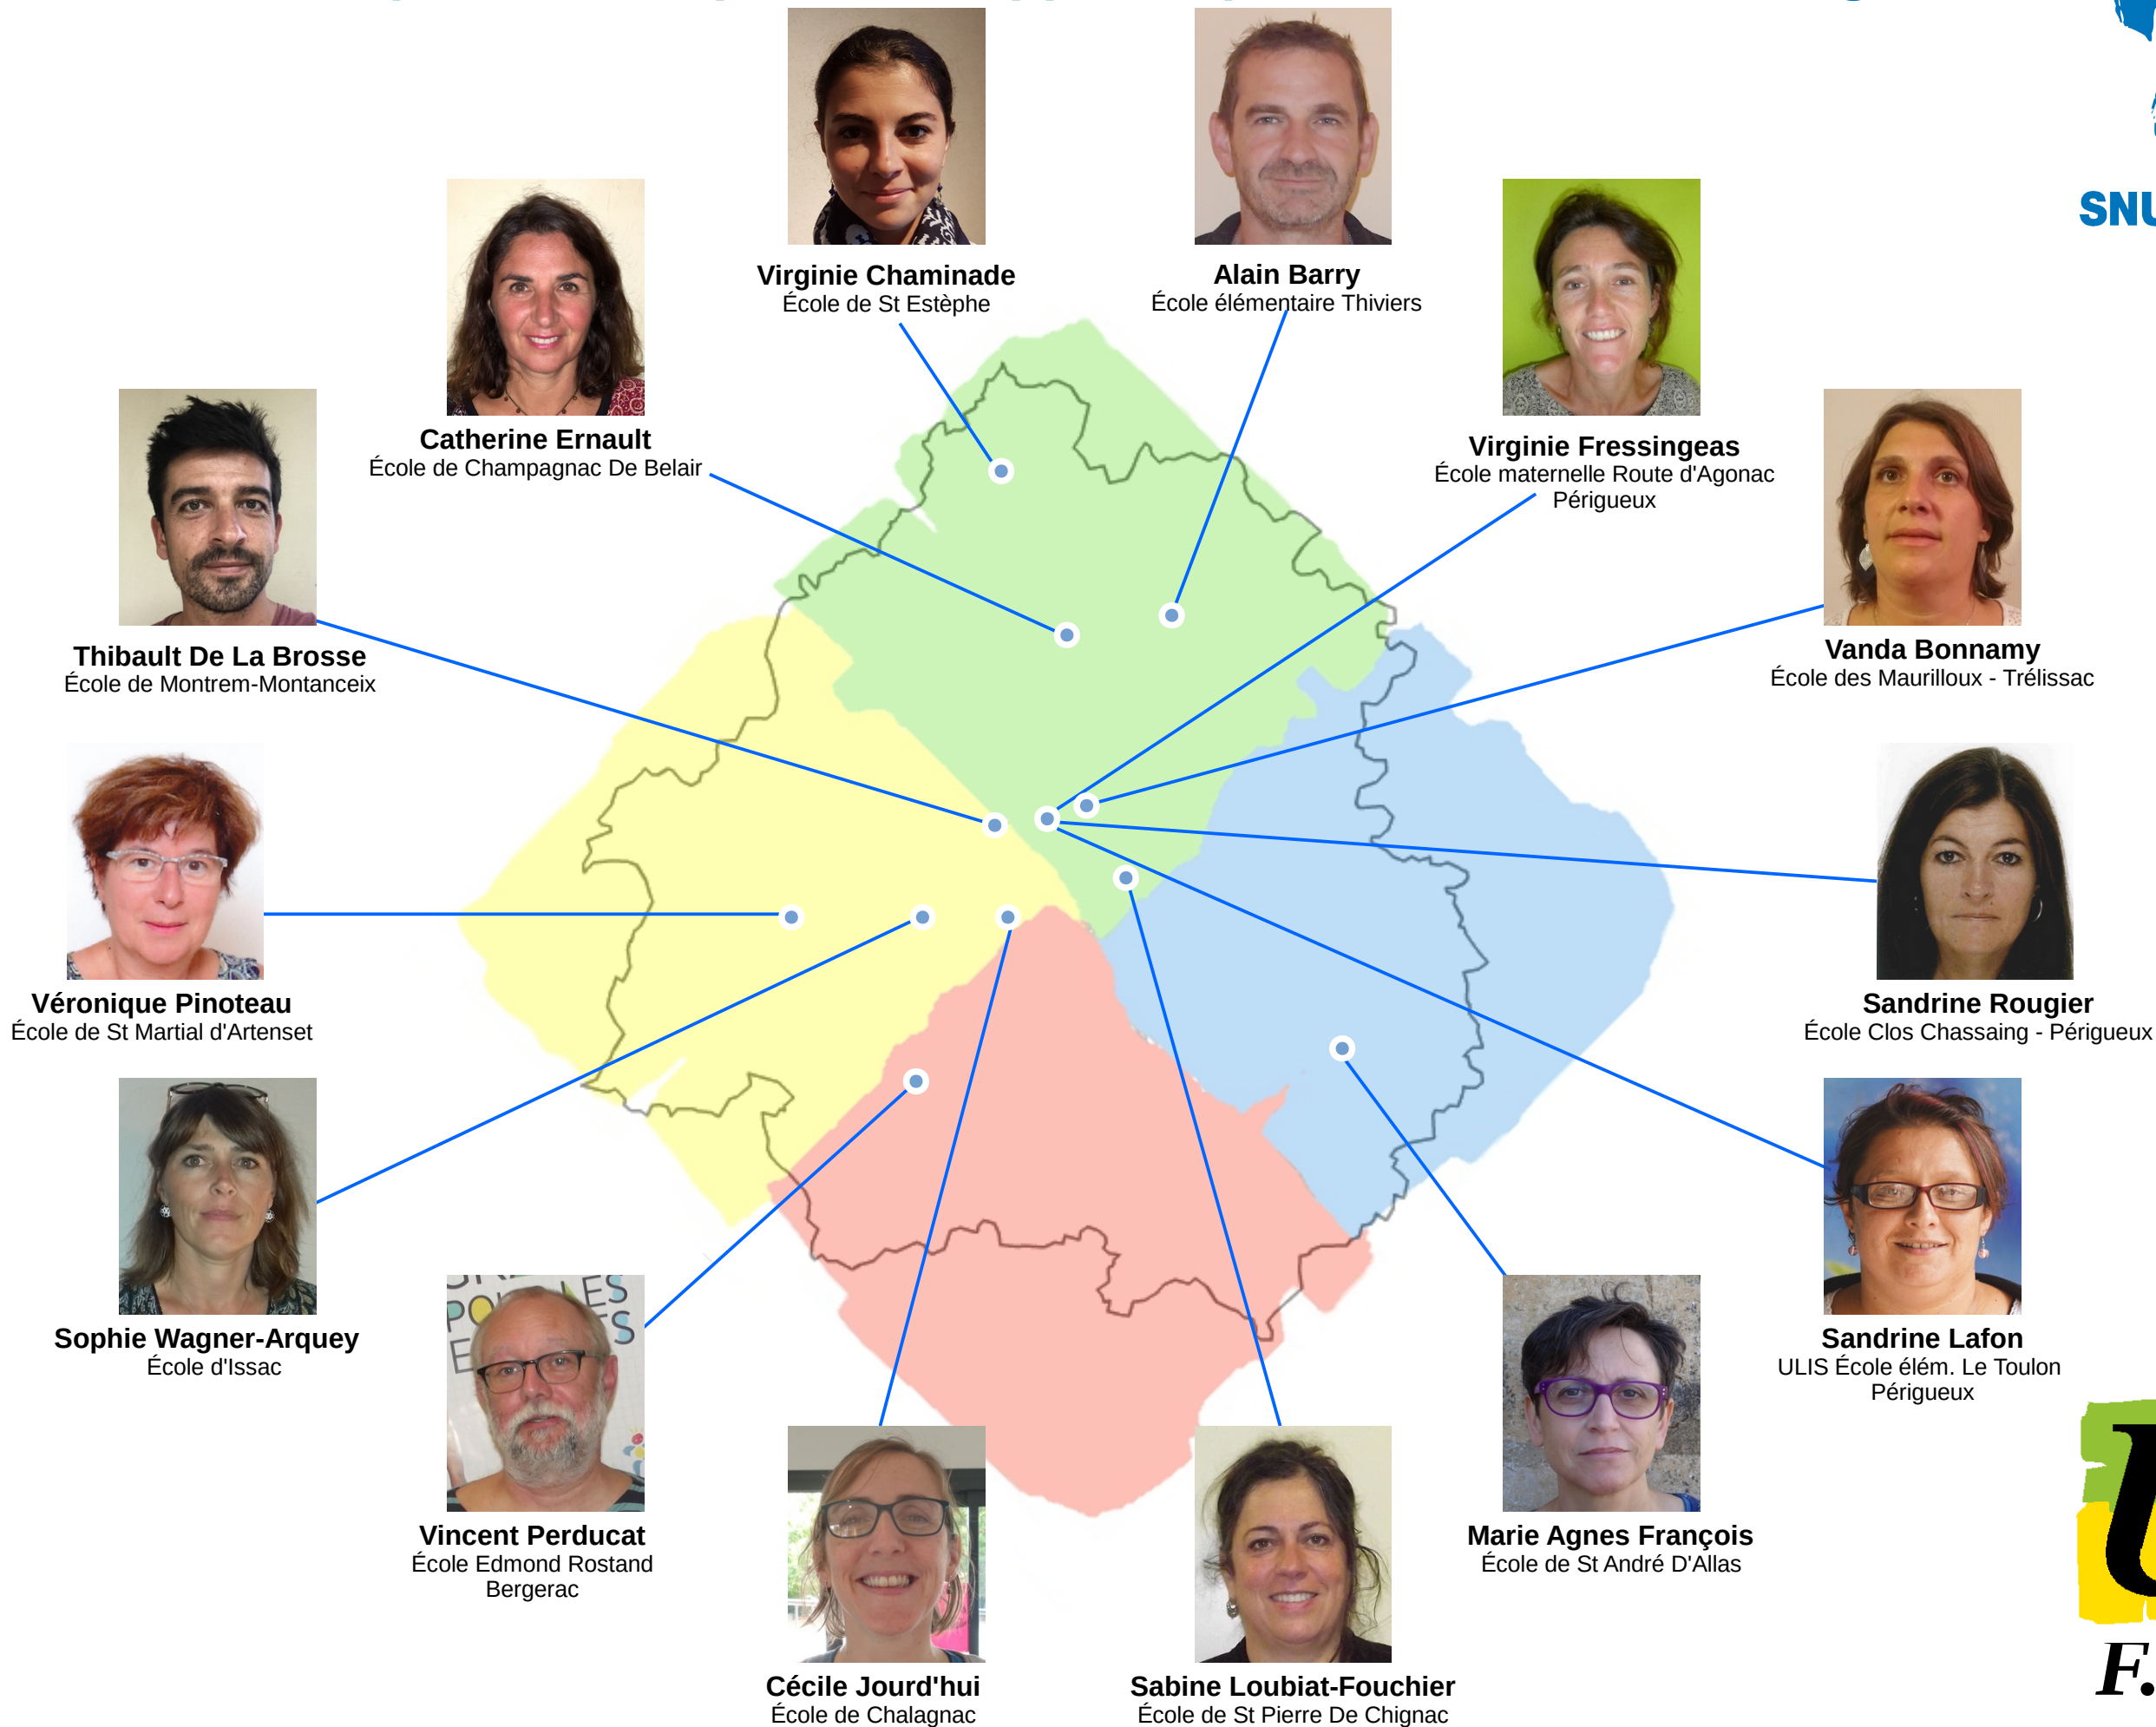 Virginie Chaminade
École de St Estèphe
Alain Barry
École élémentaire Thiviers
SNU
Catherine Ernault
École de Champagnac De Belair
Virginie Fressingeas
École maternelle Route d'Agonac
Périgueux
Thibault De La Brosse
École de Montrem-Montanceix
Vanda Bonnamy
École des Maurilloux - Trélissac
Véronique Pinoteau
École de St Martial d'Artenset
Sandrine Rougier
École Clos Chassaing - Périgueux
Sophie Wagner-Arquey
École d'Issac
Sandrine Lafon
ULIS École élém. Le Toulon
Périgueux
Vincent Perducat
École Edmond Rostand
Bergerac
Marie Agnes François
École de St André D'Allas
Cécile Jourd'hui
École de Chalagnac
Sabine Loubiat-Fouchier
École de St Pierre De Chignac
F.